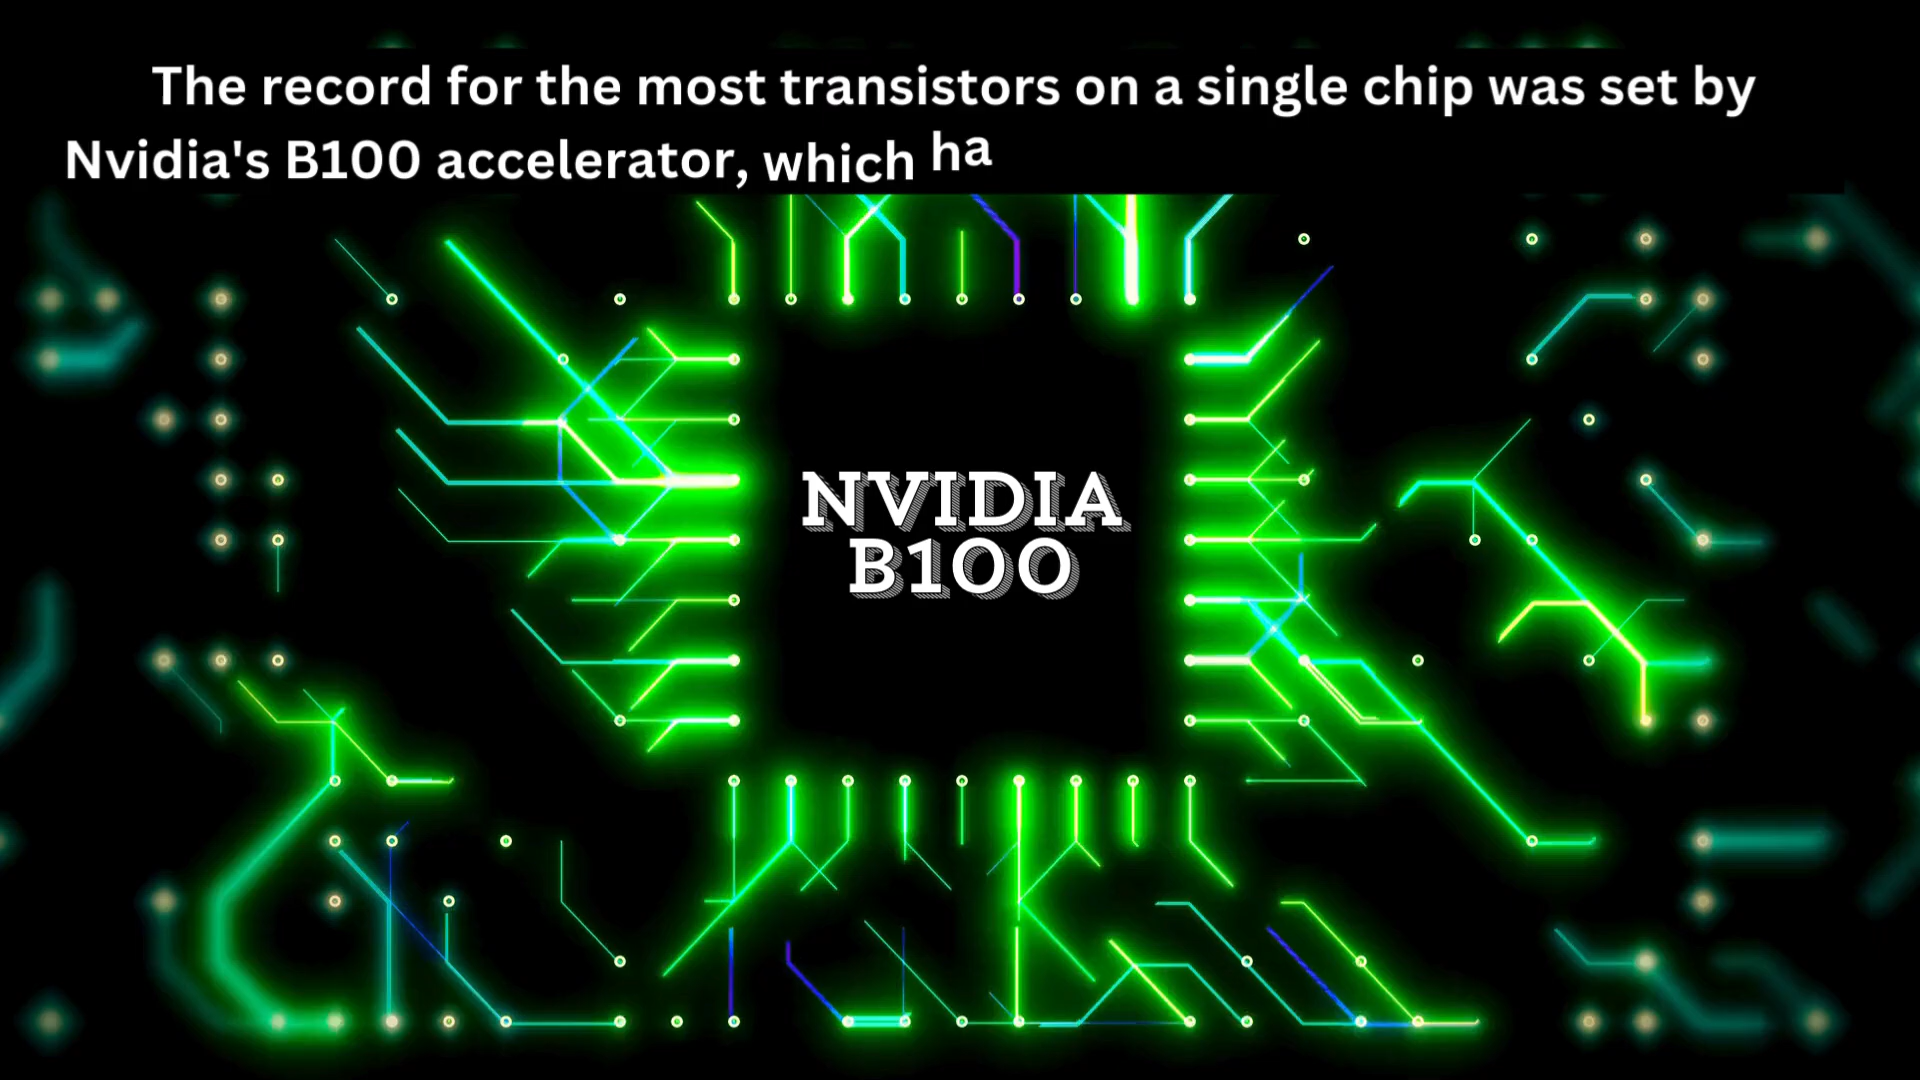 The record for the most transistors on a single chip was set by
Nvidia's B100 accelerator, which ha
NVIDIA
B100